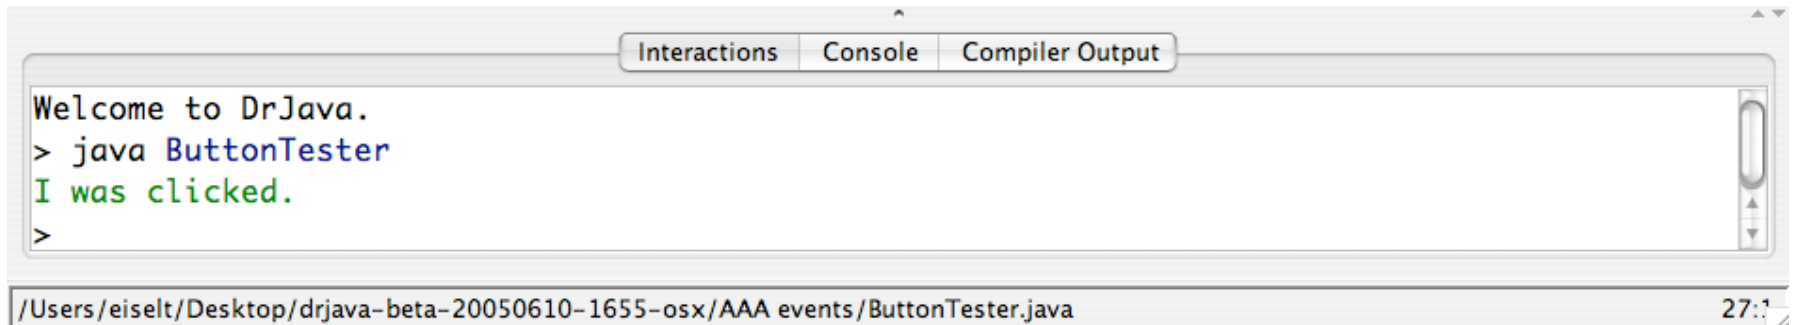 Interactions Console Compiler Output
Welcome to DrJava.
> java ButtonTester
I was clicked.
>
/Users/eiselt/Desktop/drjava-beta-20050610-1655-osx/AAA events/ButtonTester.java